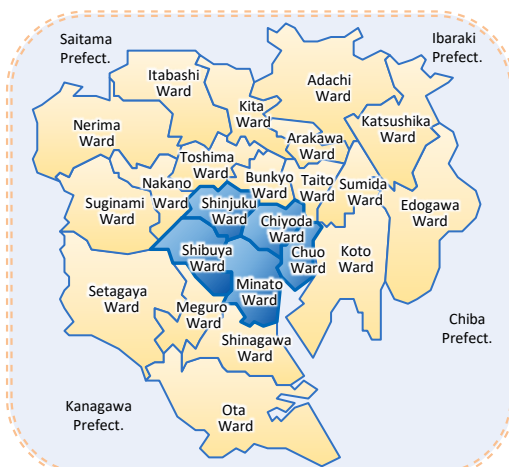 Saitama
Prefect.
Ibaraki
Prefect.
Itabashi
Ward
Adachi
Ward
Kita
Ward
Katsushika
Ward
Nerima
Ward
Arakawa
Ward
Toshima
Ward
Bunkyo
Ward
Taito
Ward
Sumida
Ward
Nakano
Ward
Suginami
Ward
Shinjuku
Ward
Chiyoda
Ward
Edogawa
Ward
Shibuya
Ward
Chuo
Ward
Koto
Ward
Setagaya
Ward
Minato
Ward
Meguro
Ward
Shinagawa
Ward
Chiba
Prefect.
Kanagawa
Prefect.
Ota
Ward